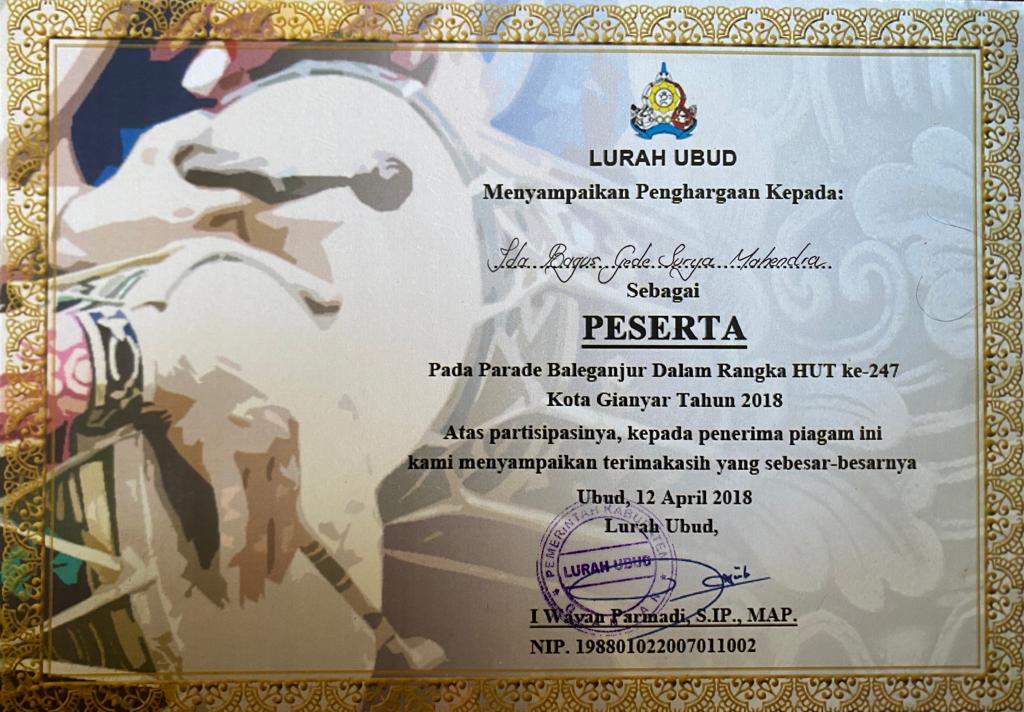 LURAH UBUD
Menyampaikan Penghargaan Kepada:
Ida Bagus Gede Surya Mahendra
Sebagai
PESERTA
Pada Parade Baleganjur Dalam Rangka HUT ke-247
Kota Gianyar Tahun 2018
Atas partisipasinya, kepada penerima piagam ini
kami menyampaikan terimakasih yang sebesar-besarnya
Ubud, 12 April 2018
Lurah Ubud,
PEMERINTAH KABUPATEN
LURAH UBUD
I Wayan Parmadi, S.IP., MAP.
NIP. 198801022007011002